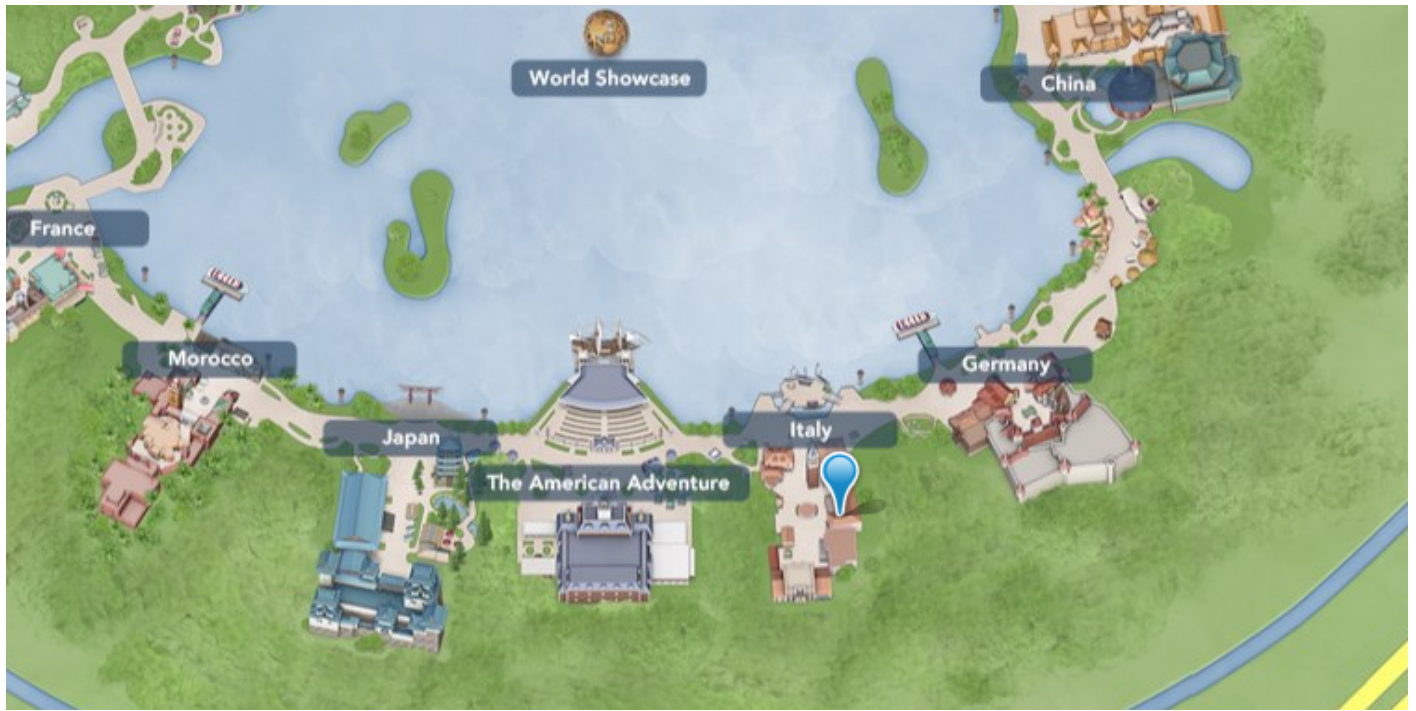 World Showcase
China
France
Morocco
Germany
Italy
Japan
The American Adventure